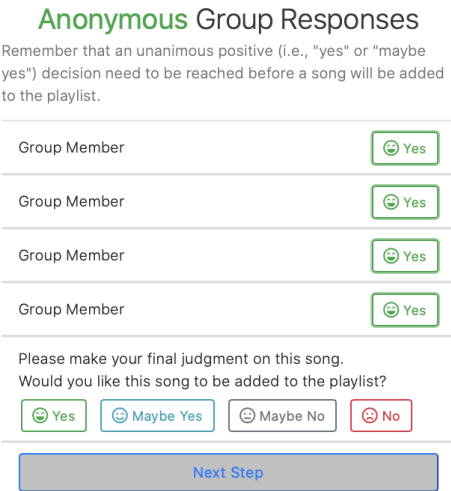 Anonymous Group Responses
Remember that an unanimous positive (i.e., "yes" or "maybe
yes") decision need to be reached before a song will be added
to the playlist.
Group Member Yes
Group Member Yes
Group Member Yes
Group Member Yes
Please make your final judgment on this song.
Would you like this song to be added to the playlist?
Yes Maybe Yes Maybe No No
Next Step